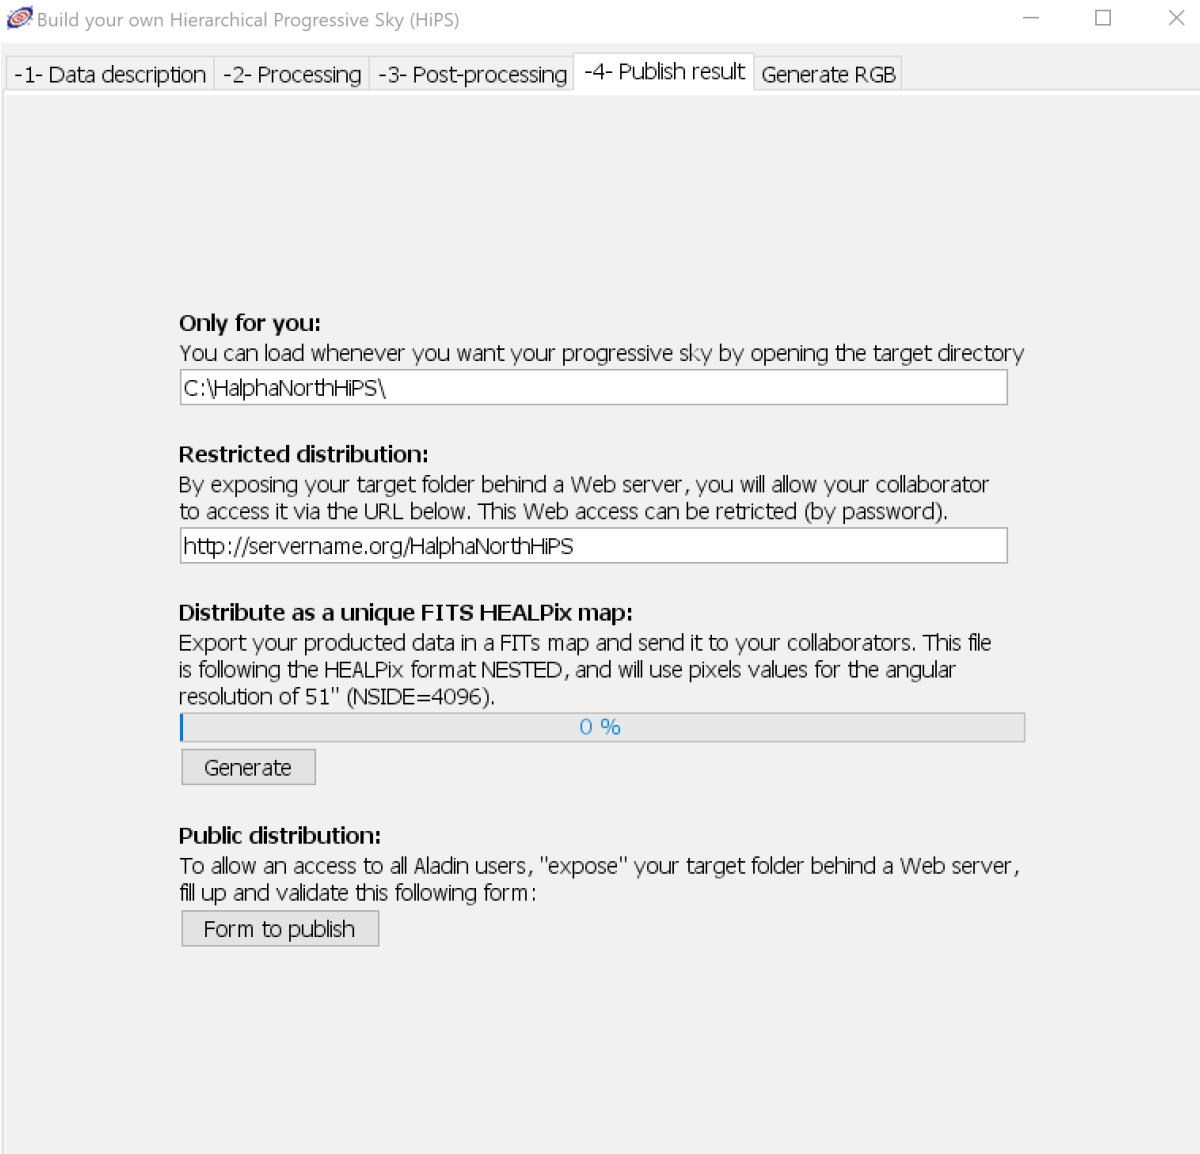 Build your own Hierarchical Progressive Sky (HiPS)
-1- Data description -2- Processing -3- Post-processing -4- Publish result Generate RGB
Only for you:
You can load whenever you want your progressive sky by opening the target directory
C:\HalphaNorthHiPS\
Restricted distribution:
By exposing your target folder behind a Web server, you will allow your collaborator
to access it via the URL below. This Web access can be retricted (by password).
http://servername.org/HalphaNorthHiPS
Distribute as a unique FITS HEALPix map:
Export your producted data in a FITs map and send it to your collaborators. This file
is following the HEALPix format NESTED, and will use pixels values for the angular
resolution of 51" (NSIDE=4096).
0 %
Generate
Public distribution:
To allow an access to all Aladin users, "expose" your target folder behind a Web server,
fill up and validate this following form:
Form to publish